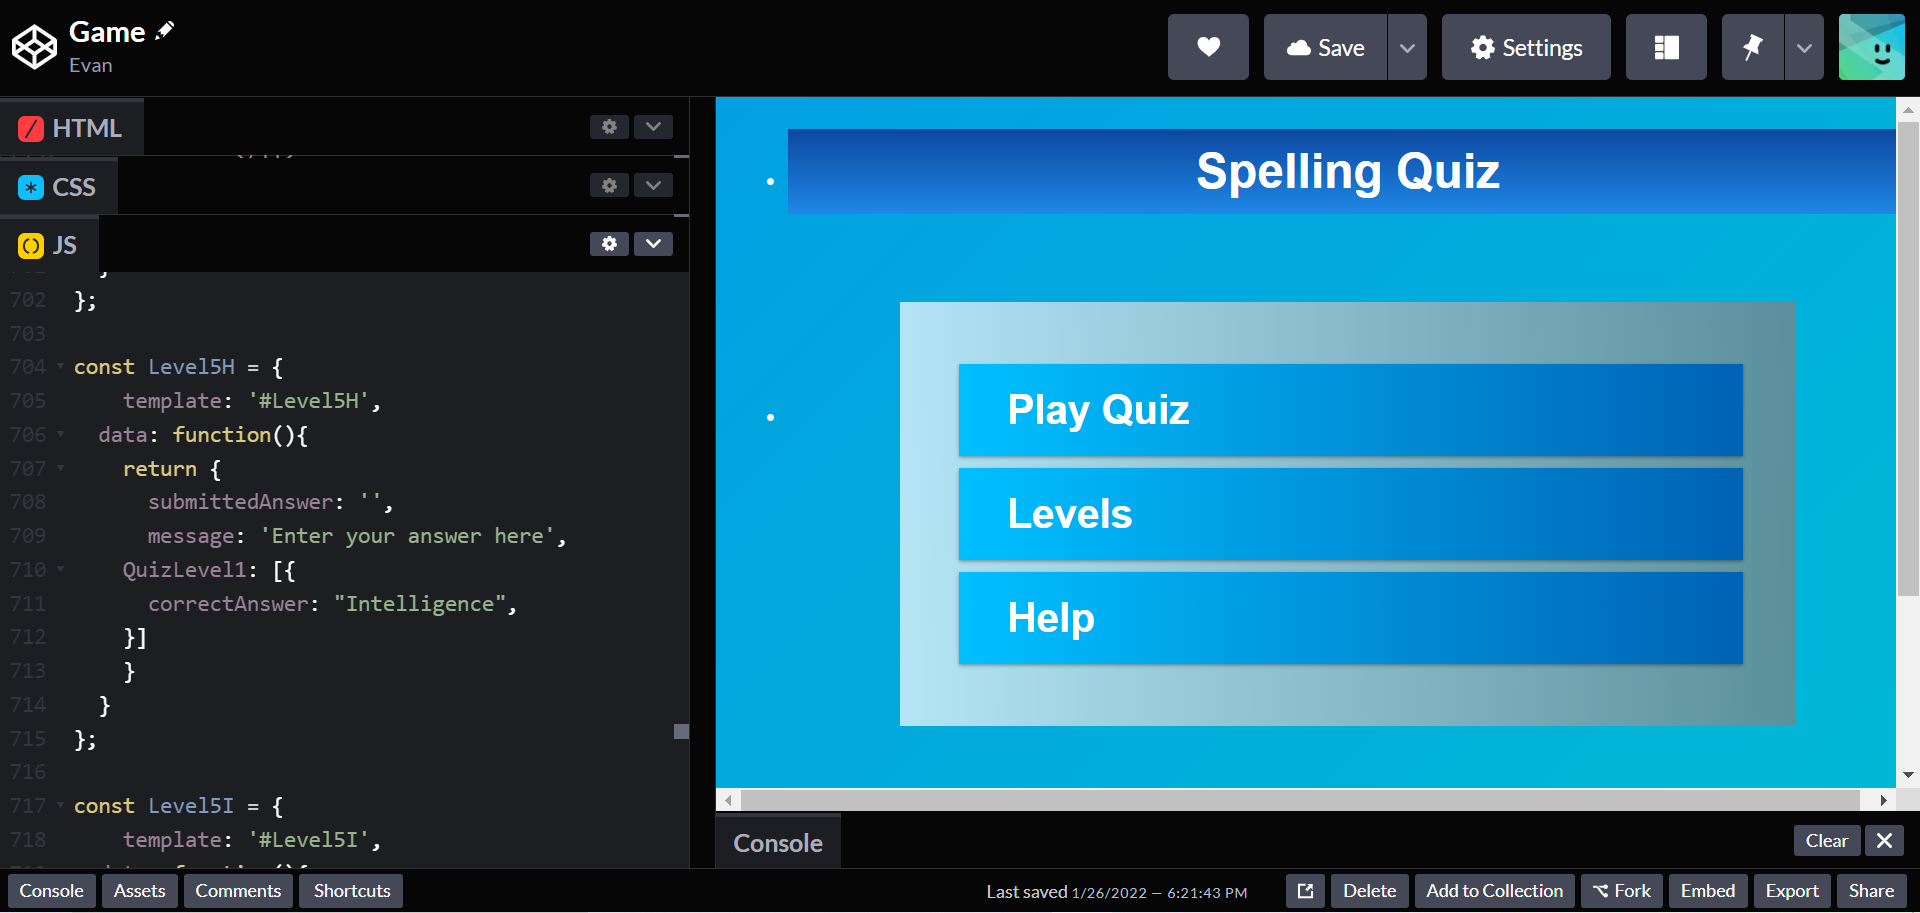 Game
Evan
Save
Settings
HTML
CSS
JS
702 };
703
704 const Level5H = {
705 template: '#Level5H',
706 data: function(){
707 return {
708 submittedAnswer: '',
709 message: 'Enter your answer here',
710 QuizLevel1: [{
711 correctAnswer: "Intelligence",
712 }]
713 }
714 }
715 };
716
717 const Level5I = {
718 template: '#Level5I',
Spelling Quiz
Play Quiz
Levels
Help
Console
Clear
Console Assets Comments Shortcuts
Last saved 1/26/2022 — 6:21:43 PM
Delete Add to Collection Fork Embed Export Share